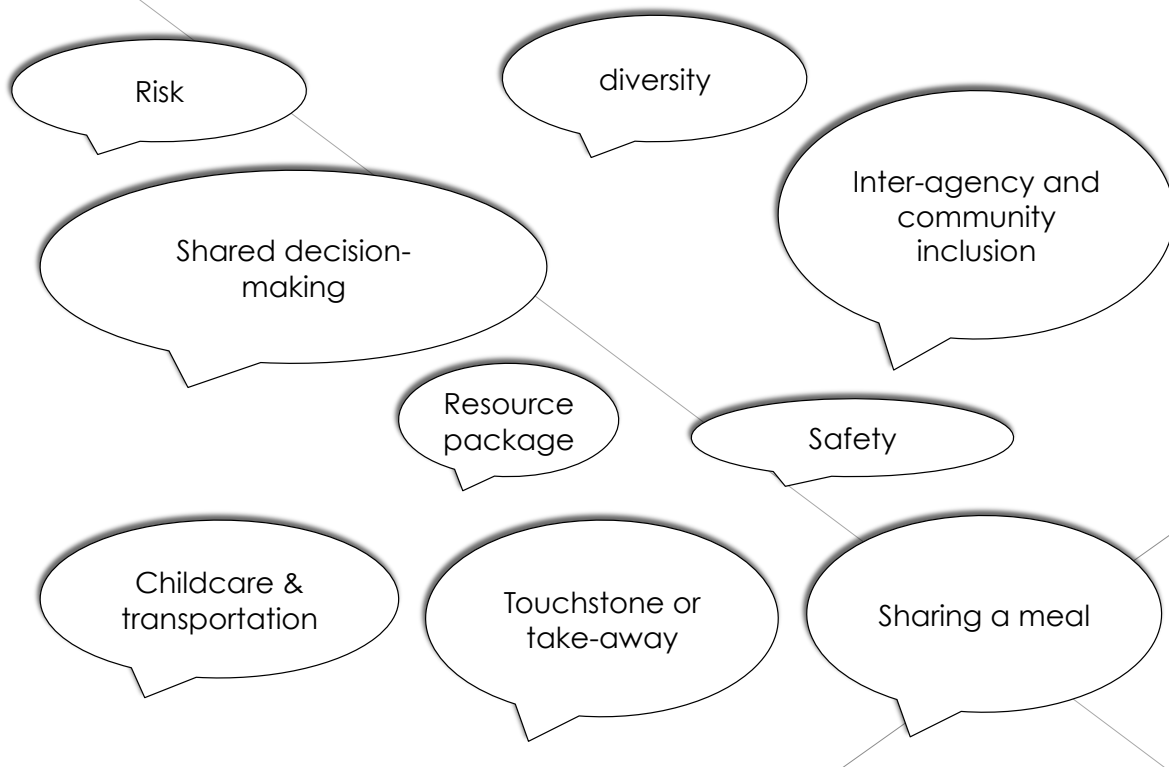 Risk
diversity
Inter-agency and
community
inclusion
Shared decision-
making
Resource
package
Safety
Childcare &
transportation
Touchstone or
take-away
Sharing a meal